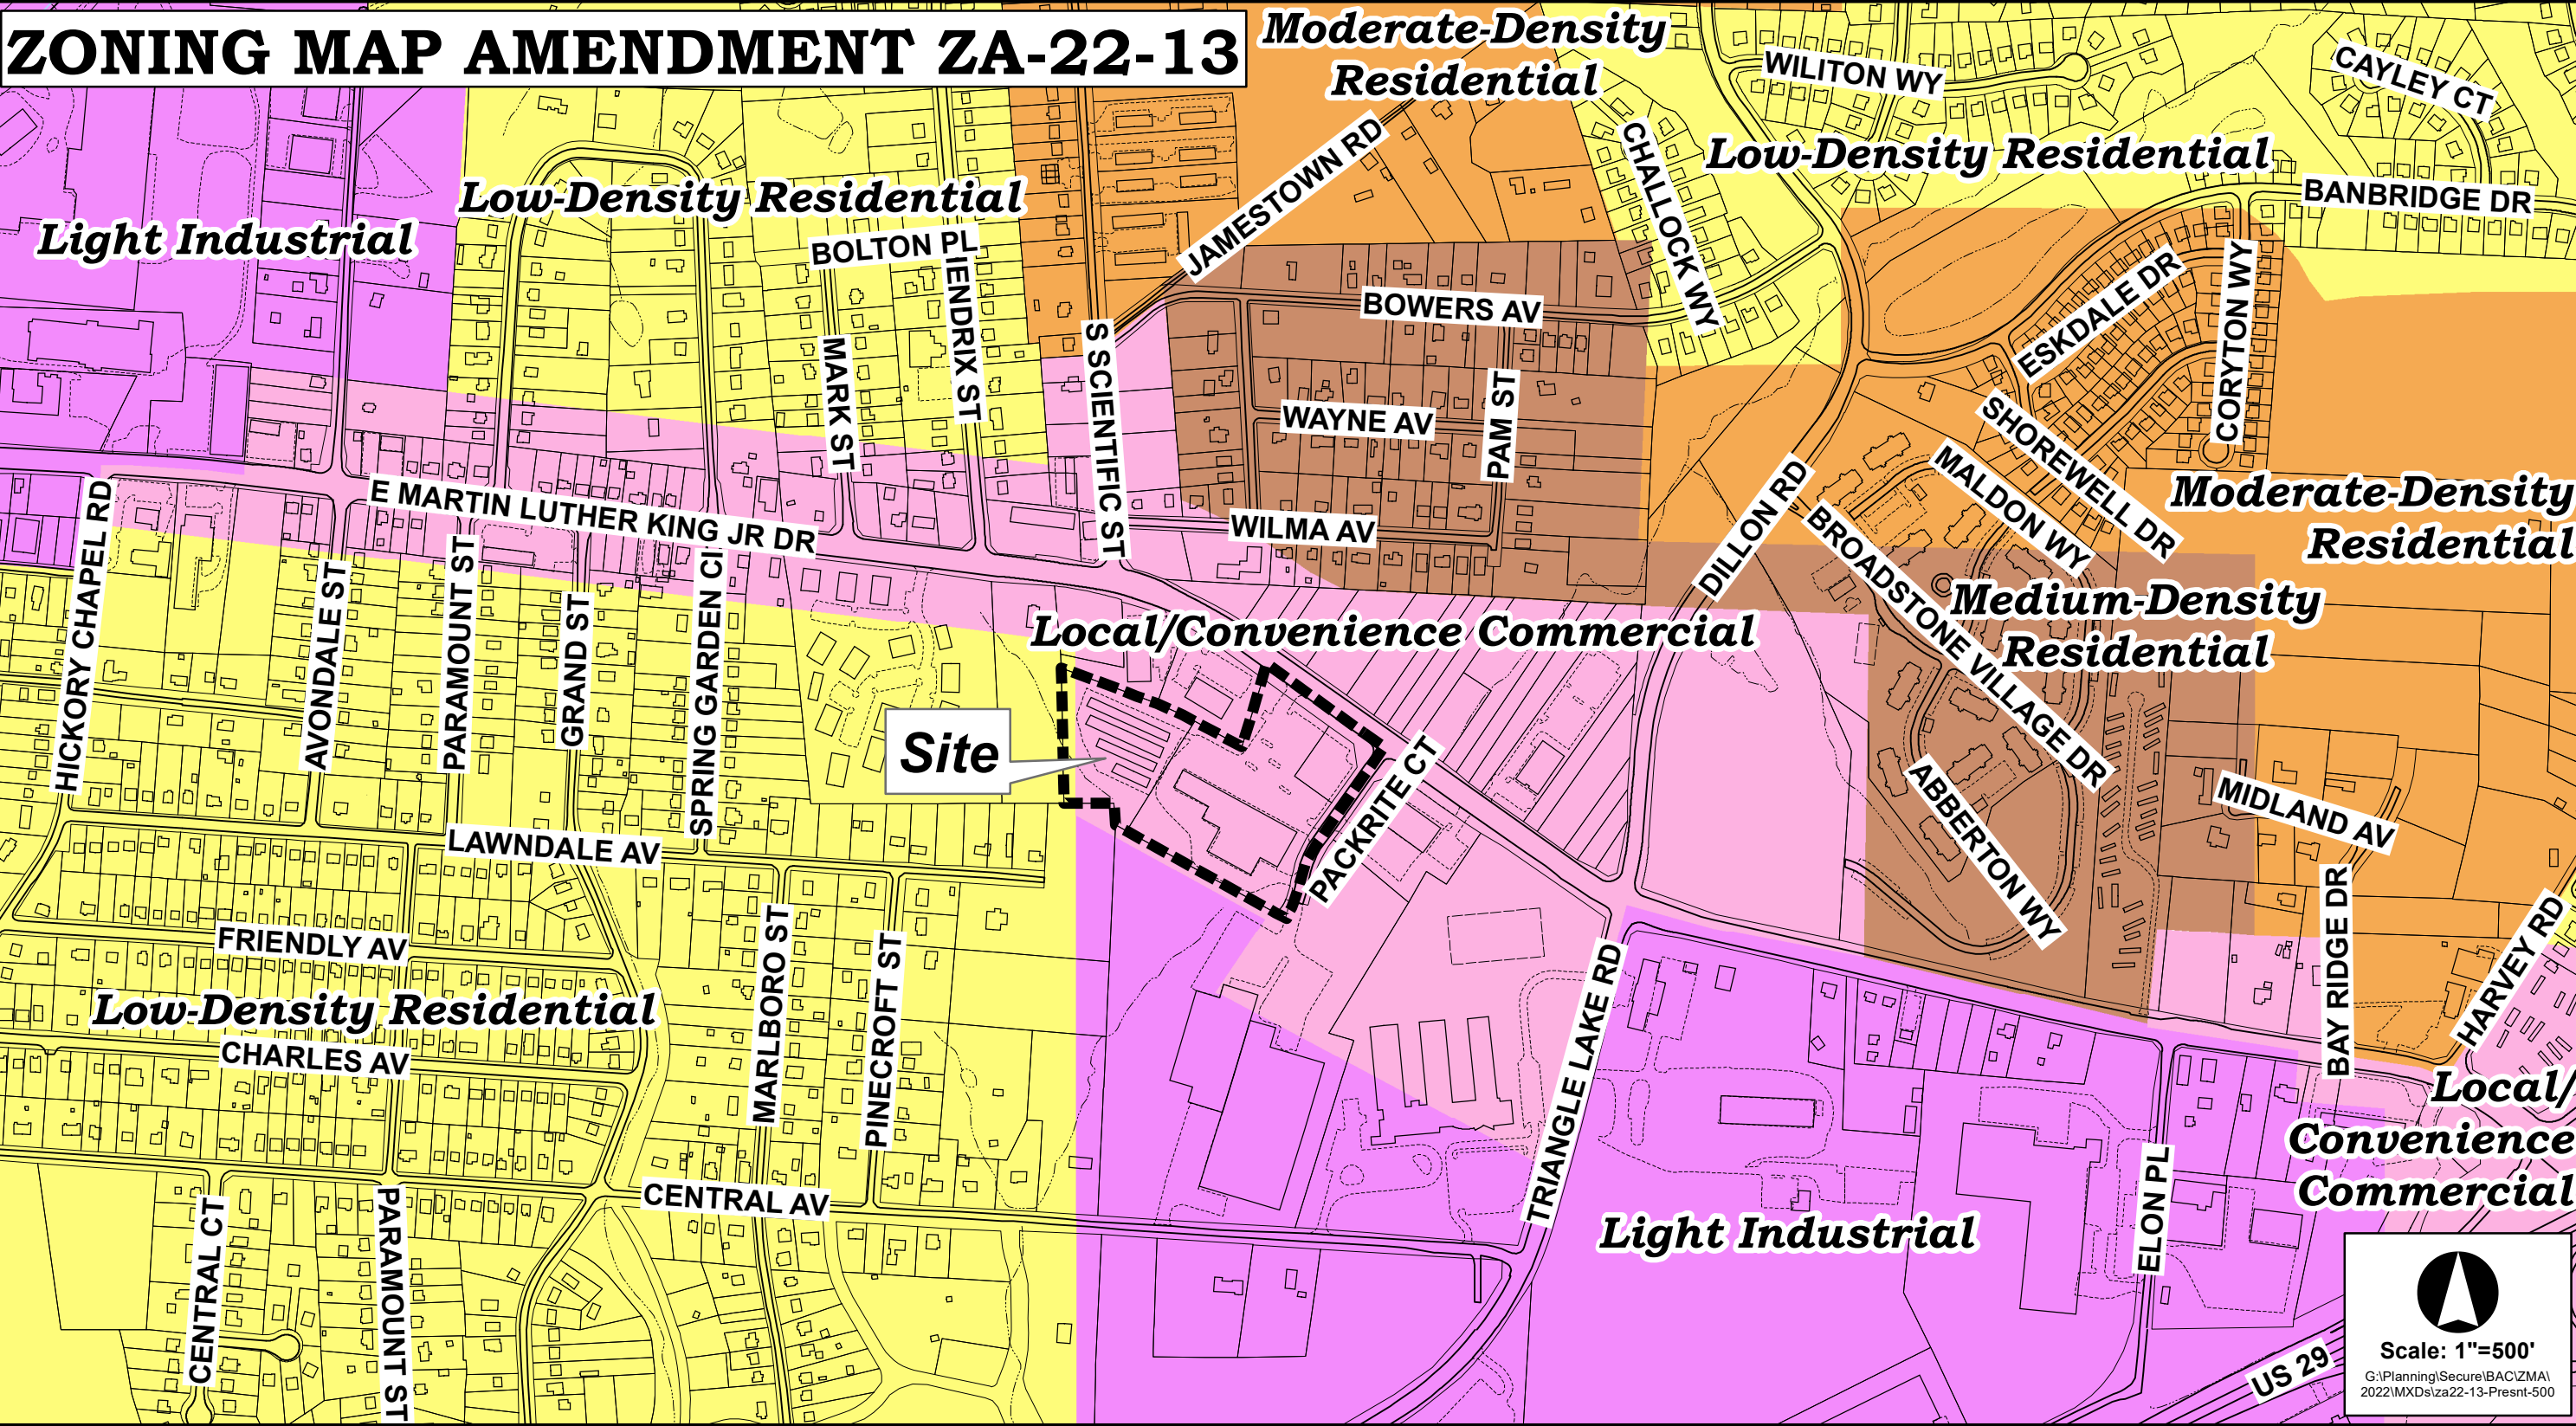 ZONING MAP AMENDMENT ZA-22-13
Moderate-Density
Residential
WILITON WY
CAYLEY CT
CHALLOCK WY
Low-Density Residential
BANBRIDGE DR
Low-Density Residential
Light Industrial
JAMESTOWN RD
BOLTON PL
HENDRIX ST
MARK ST
S SCIENTIFIC ST
BOWERS AV
WAYNE AV
PAM ST
WILMA AV
ESKDALE DR
CORYTON WY
SHOREWELL DR
MALDON WY
Moderate-Density
Residential
DILLON RD
BROADSTONE VILLAGE DR
Medium-Density
Residential
E MARTIN LUTHER KING JR DR
HICKORY CHAPEL RD
AVONDALE ST
PARAMOUNT ST
GRAND ST
SPRING GARDEN CI
Local/Convenience Commercial
Site
PACKRITE CT
ABBERTON WY
MIDLAND AV
LAWNDALE AV
BAY RIDGE DR
HARVEY RD
FRIENDLY AV
MARLBORO ST
PINECROFT ST
Low-Density Residential
CHARLES AV
TRIANGLE LAKE RD
Local/
Convenience
Commercial
CENTRAL AV
CENTRAL CT
PARAMOUNT ST
Light Industrial
ELON PL
US 29
Scale: 1"=500'
G:\Planning\Secure\BAC\ZMA\
2022\MXDs\za22-13-Presnt-500